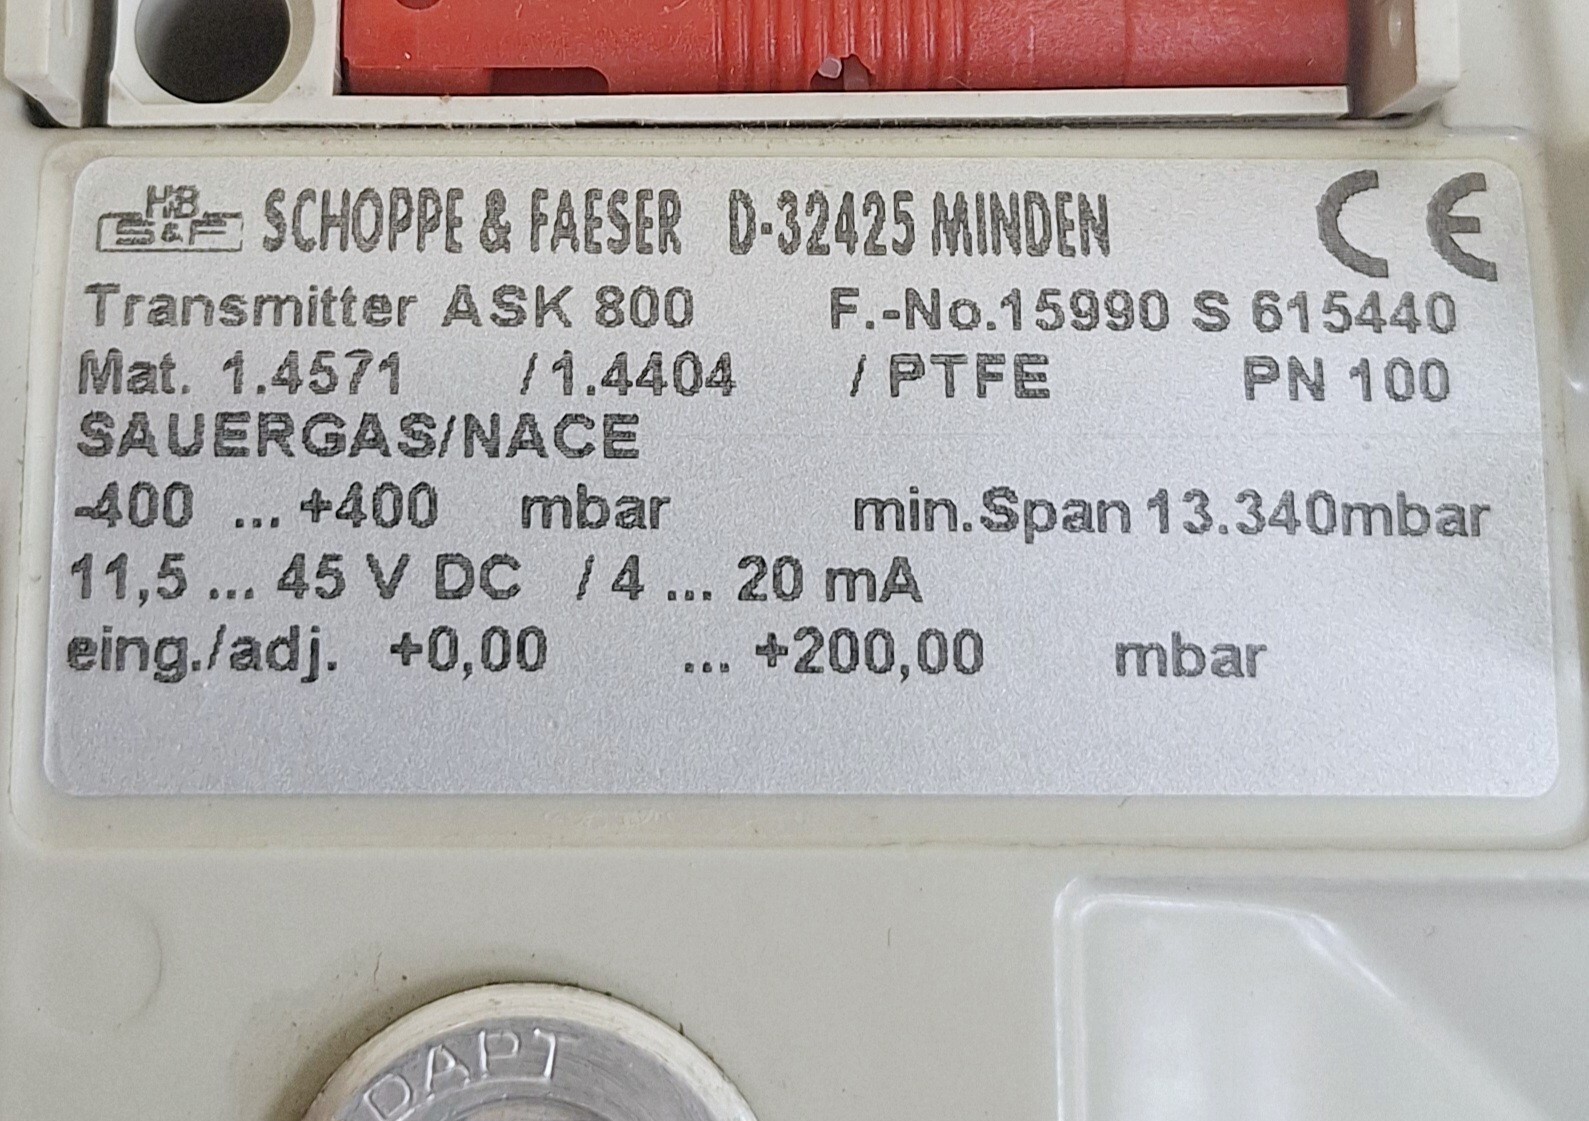 H&B
S&F SCHOPPE & FAESER D-32425 MINDEN CE
Transmitter ASK 800 F.-No.15990 S 615440
Mat. 1.4571 /1.4404 / PTFE PN 100
SAUERGAS/NACE
-400 ... +400 mbar min.Span 13.340mbar
11,5 ... 45 V DC / 4 ... 20 mA
eing./adj. +0,00 ... +200,00 mbar
DAPT